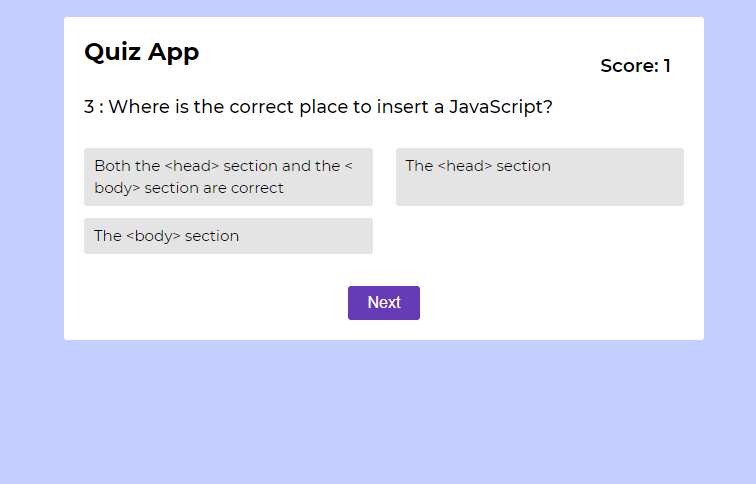 Quiz App
Score: 1
3 : Where is the correct place to insert a JavaScript?
Both the <head> section and the <
body> section are correct
The <head> section
The <body> section
Next